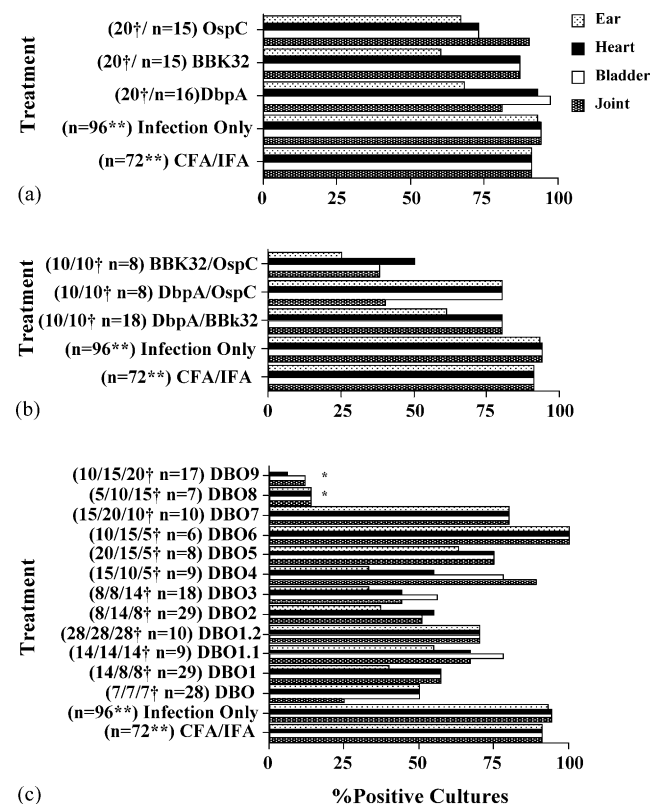 Ear
Heart
Bladder
Joint
Treatment
(20†/ n=15) OspC
(20†/ n=15) BBK32
(20†/n=16)DbpA
(n=96**) Infection Only
(n=72**) CFA/IFA
(a)
0 25 50 75 100
Treatment
(10/10† n=8) BBK32/OspC
(10/10† n=8) DbpA/OspC
(10/10† n=18) DbpA/BBk32
(n=96**) Infection Only
(n=72**) CFA/IFA
(b)
0 25 50 75 100
Treatment
(10/15/20† n=17) DBO9 *
(5/10/15† n=7) DBO8 *
(15/20/10† n=10) DBO7
(10/15/5† n=6) DBO6
(20/15/5† n=8) DBO5
(15/10/5† n=9) DBO4
(8/8/14† n=18) DBO3
(8/14/8† n=29) DBO2
(28/28/28† n=10) DBO1.2
(14/14/14† n=9) DBO1.1
(14/8/8† n=29) DBO1
(7/7/7† n=28) DBO
(n=96**) Infection Only
(n=72**) CFA/IFA
0 25 50 75 100
(c)
%Positive Cultures